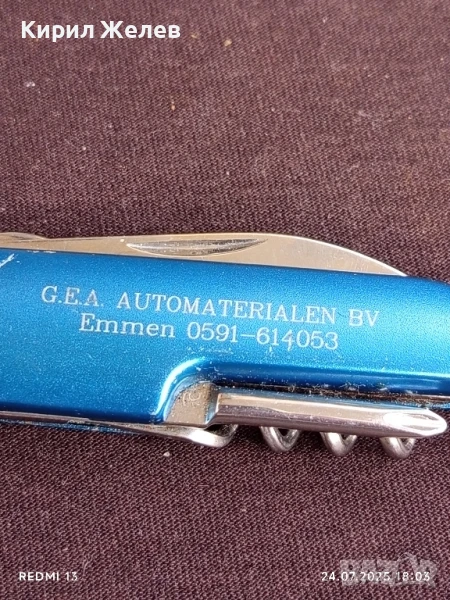 Кирил Желев
G.E.A. AUTOMATERIALEN BV
Emmen 0591-614053
REDMI 13
24.07.2025 18:03